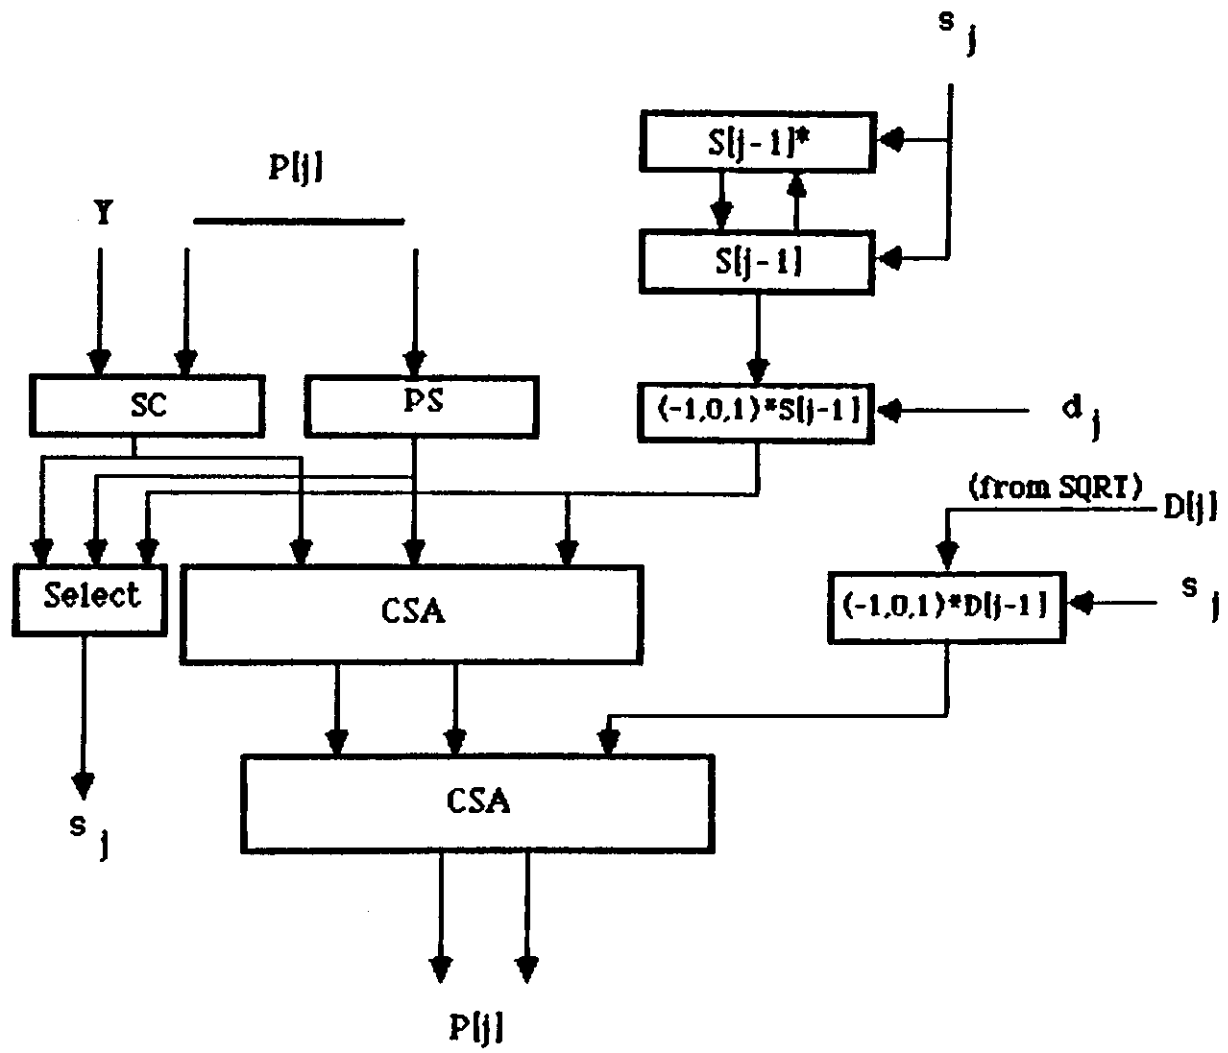 s j
S[j-1]*
P[j]
Y
S[j-1]
SC
PS
(-1,0,1)*S[j-1]
d j
(from SQRT)
D[j]
Select
CSA
(-1,0,1)*D[j-1]
s j
CSA
s j
P[j]